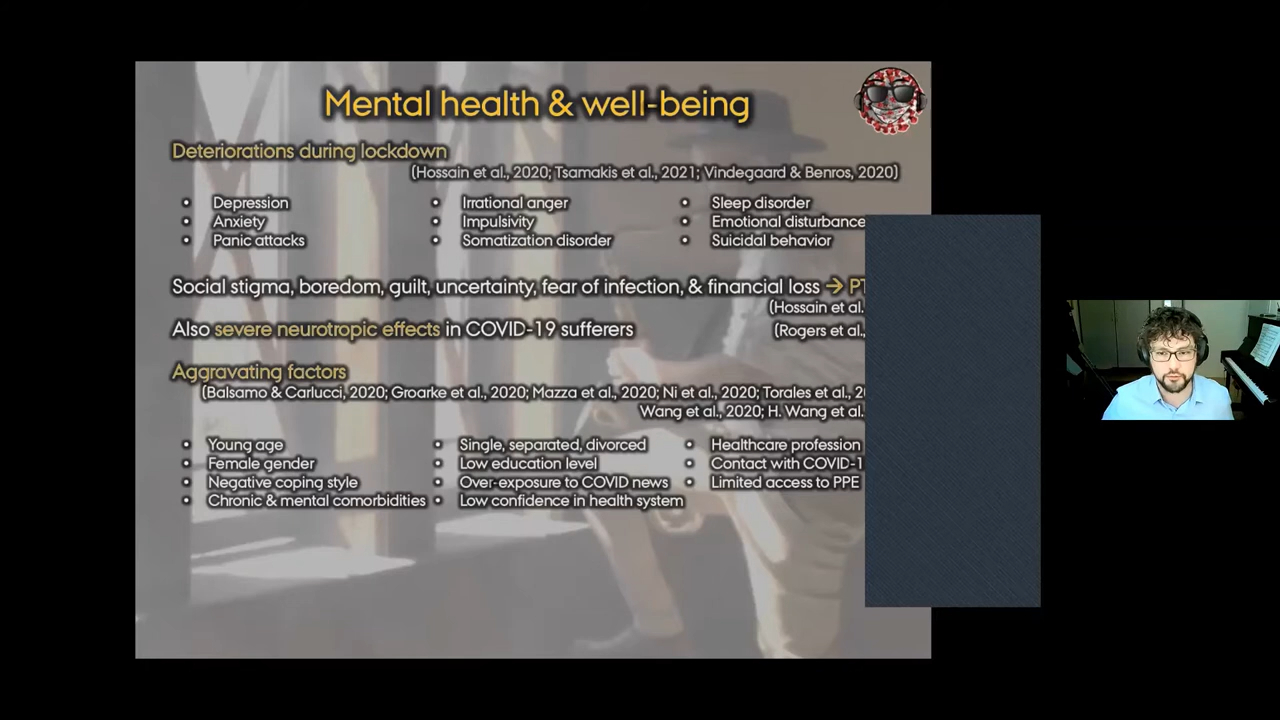 Mental health & well-being
Deteriorations during lockdown
(Hossain et al., 2020; Tsamakis et al., 2021; Vindegaard & Benros, 2020)
• Depression
• Anxiety
• Panic attacks
• Irrational anger
• Impulsivity
• Somatization disorder
• Sleep disorder
• Emotional disturbance
• Suicidal behavior
Social stigma, boredom, guilt, uncertainty, fear of infection, & financial loss →
(Hossain et al.
Also severe neurotropic effects in COVID-19 sufferers
(Rogers et al.,
Aggravating factors
(Balsamo & Carlucci, 2020; Groarke et al., 2020; Mazza et al., 2020; Ni et al., 2020; Torales et al.,
Wang et al., 2020; H. Wang et al.
• Young age
• Female gender
• Negative coping style
• Chronic & mental comorbidities
• Single, separated, divorced
• Low education level
• Over-exposure to COVID news
• Low confidence in health system
• Healthcare profession
• Contact with COVID-1
• Limited access to PPE